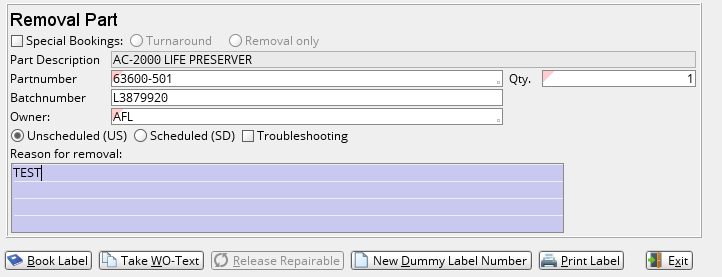 Removal Part
Special Bookings: Turnaround Removal only
Part Description AC-2000 LIFE PRESERVER
Partnumber 63600-501 Qty. 1
Batchnumber L3879920
Owner: AFL
Unscheduled (US) Scheduled (SD) Troubleshooting
Reason for removal:
TEST
Book Label Take WO-Text Release Repairable New Dummy Label Number Print Label Exit